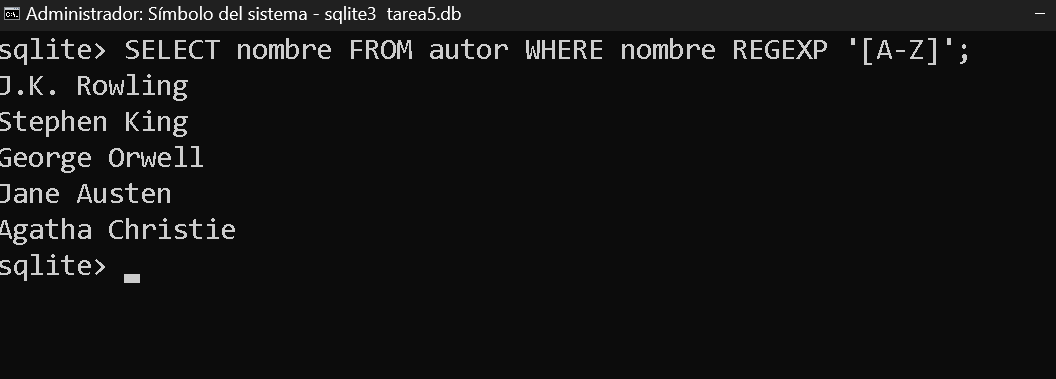 Administrador: Símbolo del sistema - sqlite3  tarea5.db
sqlite> SELECT nombre FROM autor WHERE nombre REGEXP '[A-Z]';
J.K. Rowling
Stephen King
George Orwell
Jane Austen
Agatha Christie
sqlite>